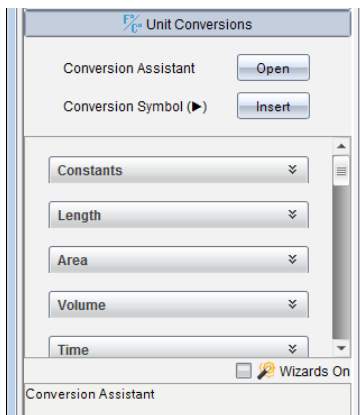 F°/C° Unit Conversions
Conversion Assistant Open
Conversion Symbol (►) Insert
Constants
Length
Area
Volume
Time
Wizards On
Conversion Assistant